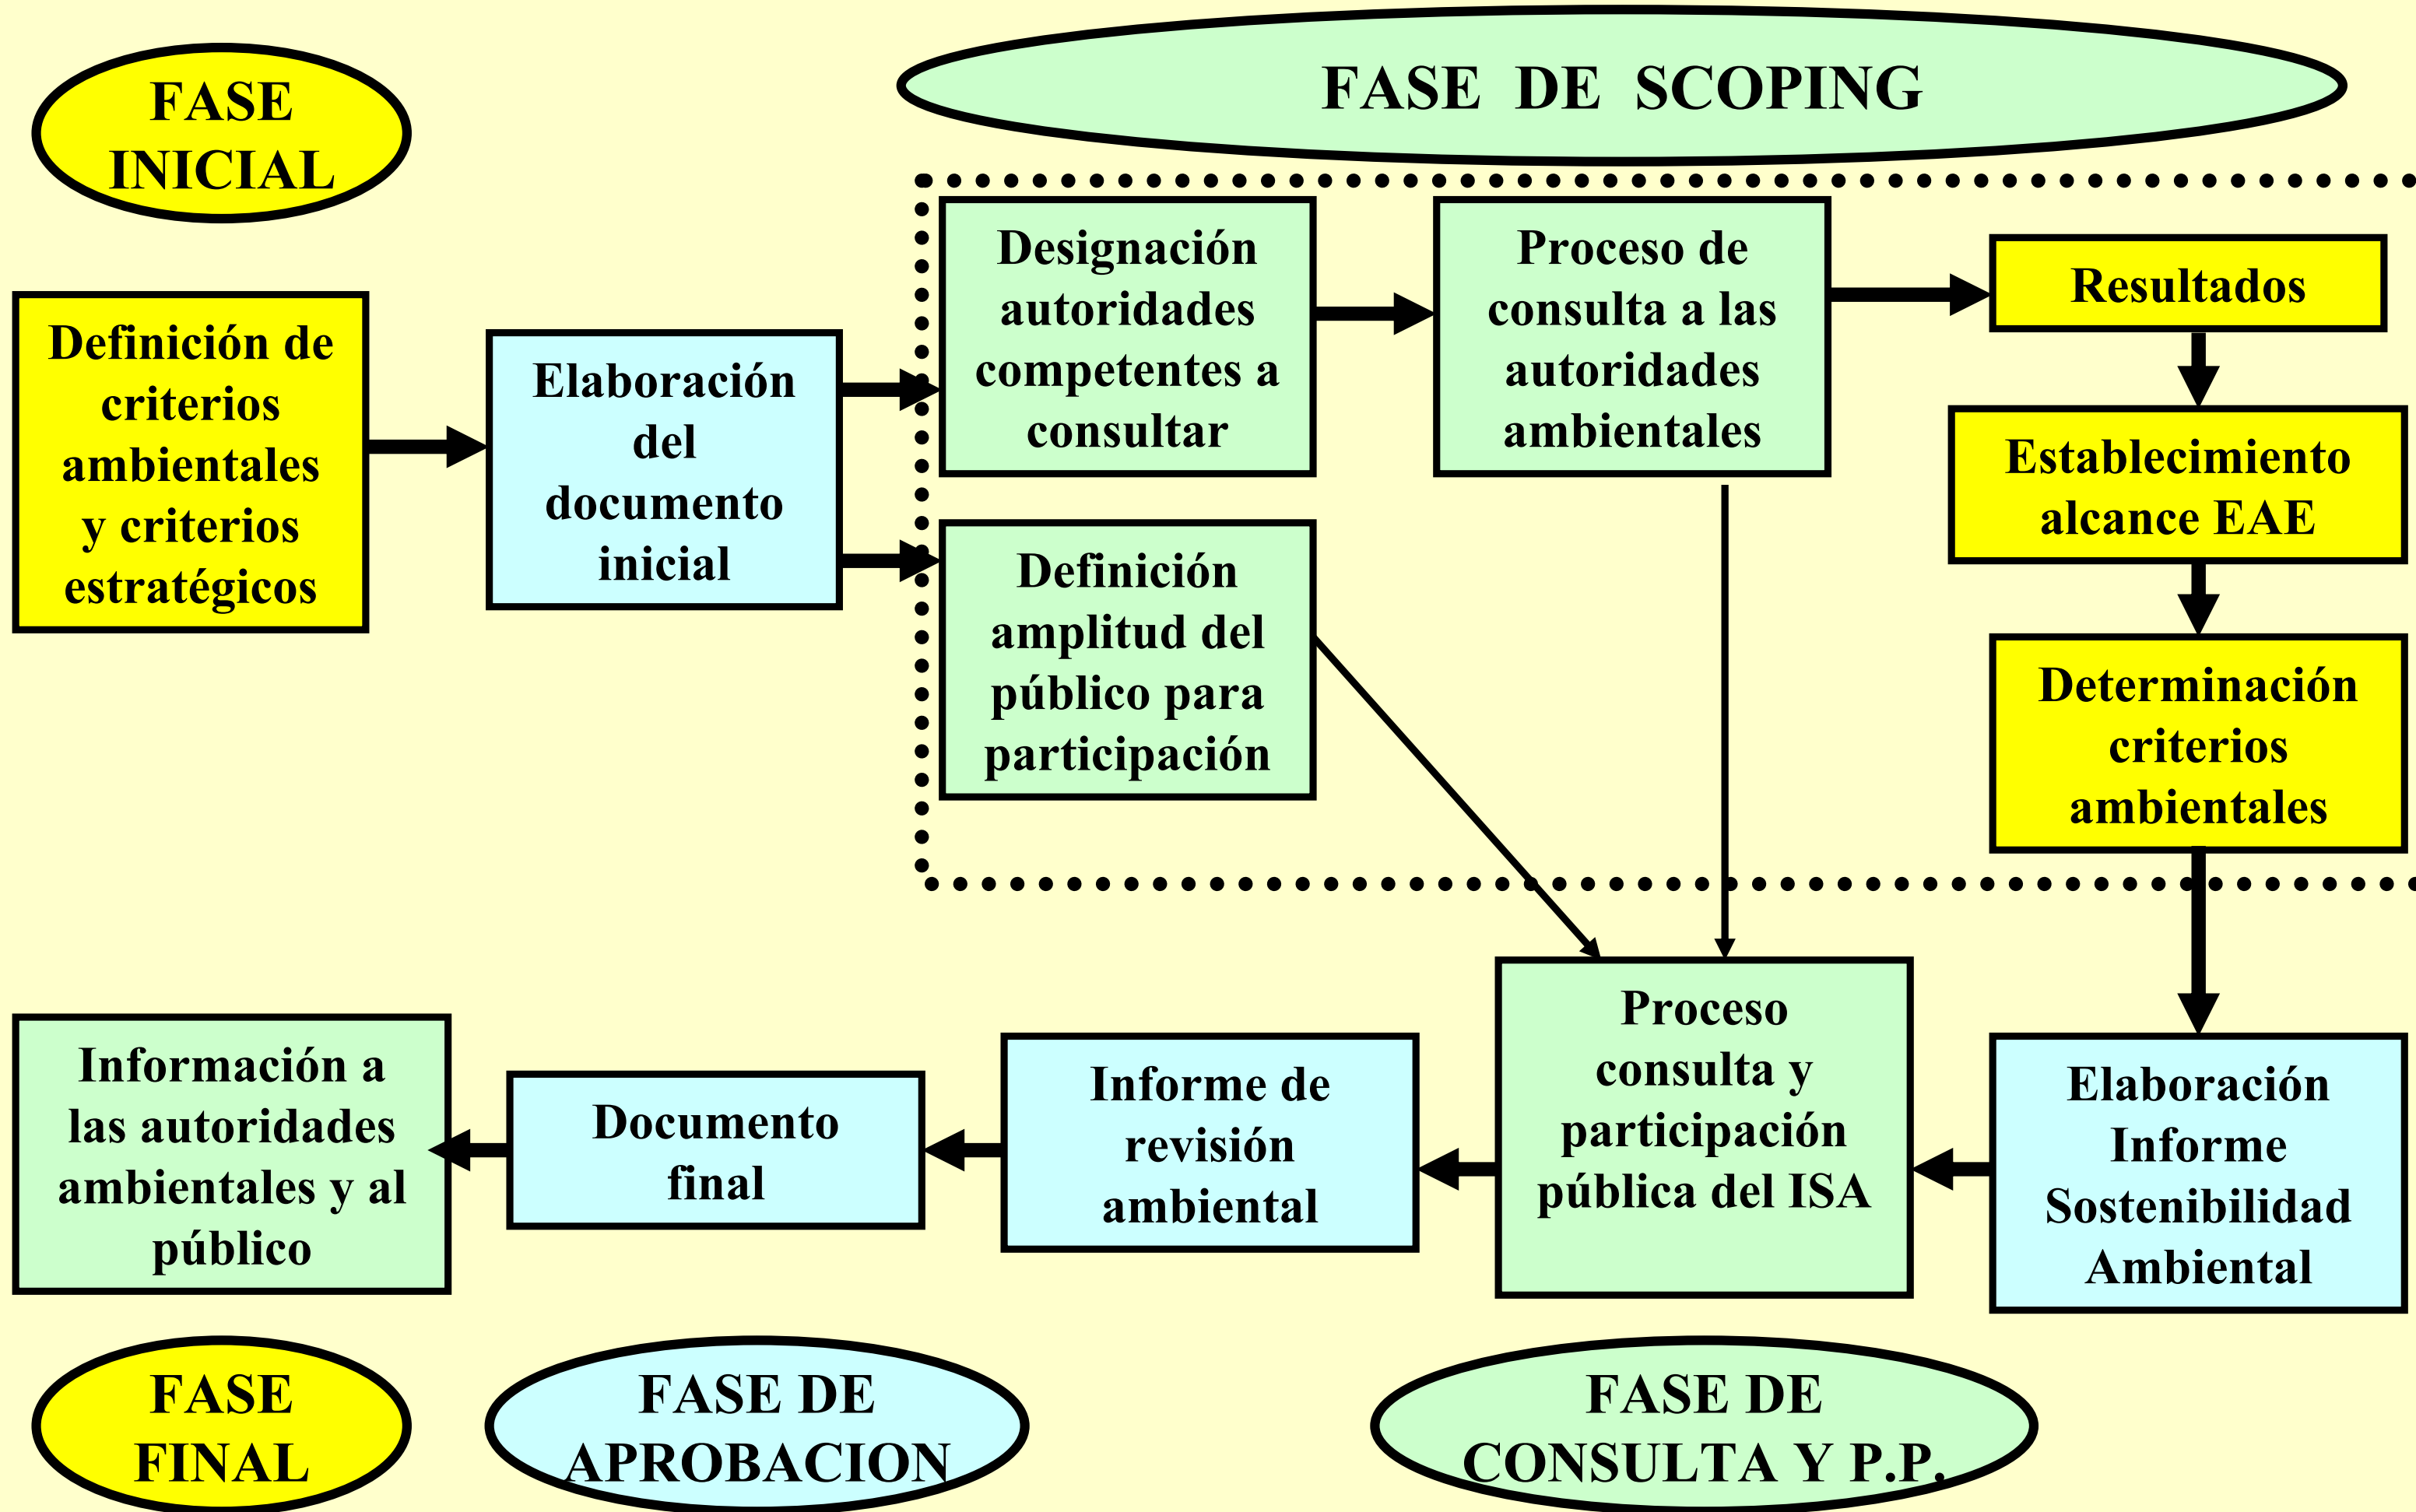 FASE
INICIAL
FASE DE SCOPING
Definición de
criterios
ambientales
y criterios
estratégicos
Elaboración
del
documento
inicial
Designación
autoridades
competentes a
consultar
Proceso de
consulta a las
autoridades
ambientales
Resultados
Establecimiento
alcance EAE
Definición
amplitud del
público para
participación
Determinación
criterios
ambientales
Información a
las autoridades
ambientales y al
público
Documento
final
Informe de
revisión
ambiental
Proceso
consulta y
participación
pública del ISA
Elaboración
Informe
Sostenibilidad
Ambiental
FASE
FINAL
FASE DE
APROBACION
FASE DE
CONSULTA Y P.P.